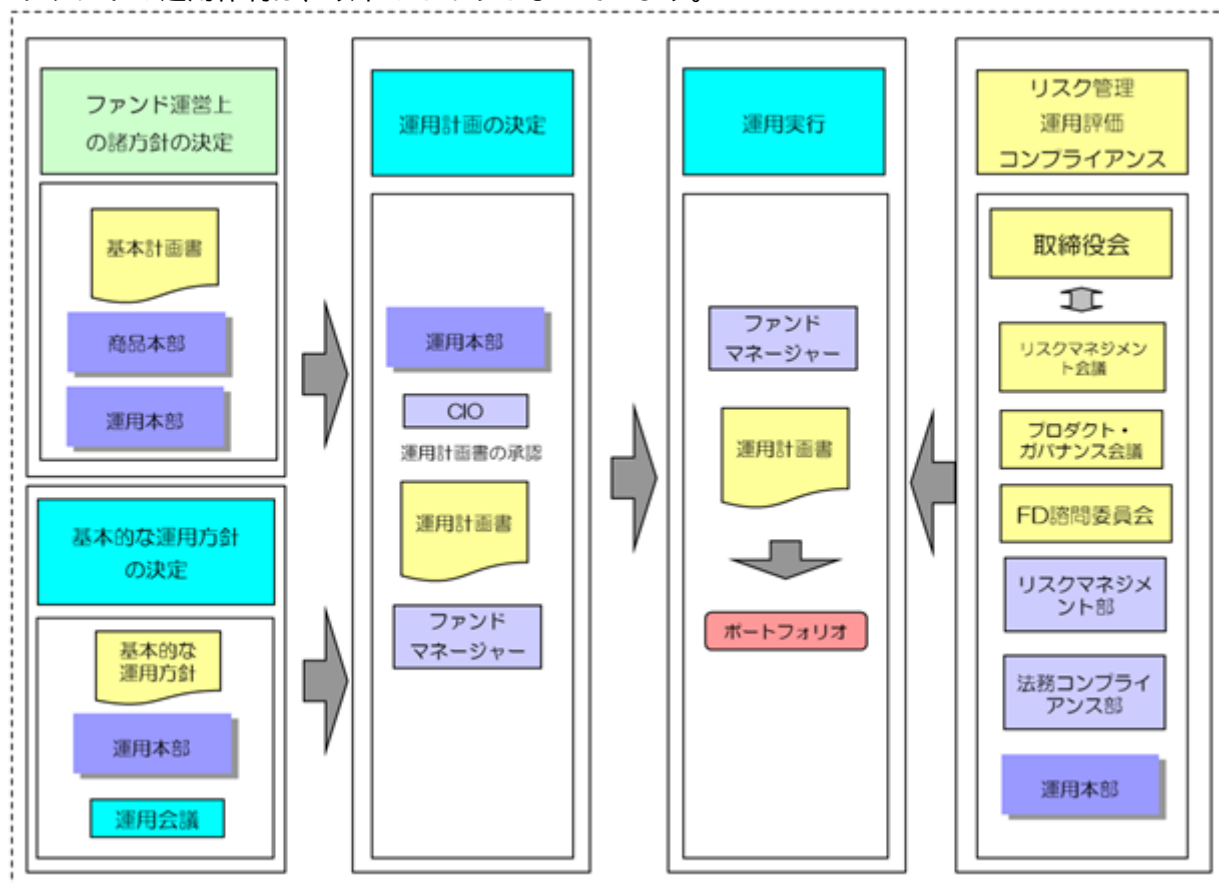 ファンド運営上
の諸方針の決定
基本計画書
商品本部
運用本部
基本的な運用方針
の決定
基本的な
運用方針
運用本部
運用会議
運用計画の決定
運用本部
CIO
運用計画書の承認
運用計画書
ファンド
マネージャー
運用実行
ファンド
マネージャー
運用計画書
ポートフォリオ
リスク管理
運用評価
コンプライアンス
取締役会
リスクマネジメン
ト会議
プロダクト・
ガバナンス会議
FD諮問委員会
リスクマネジメ
ント部
法務コンプライ
アンス部
運用本部